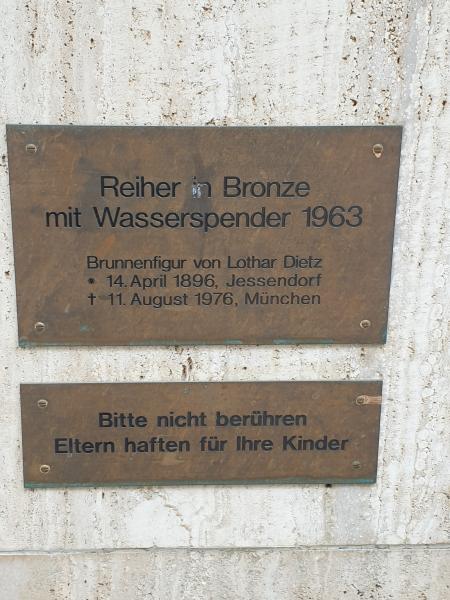 Reiher in Bronze
mit Wasserspender 1963
Brunnenfigur von Lothar Dietz
* 14. April 1896, Jessendorf
† 11. August 1976, München
Bitte nicht berühren
Eltern haften für Ihre Kinder